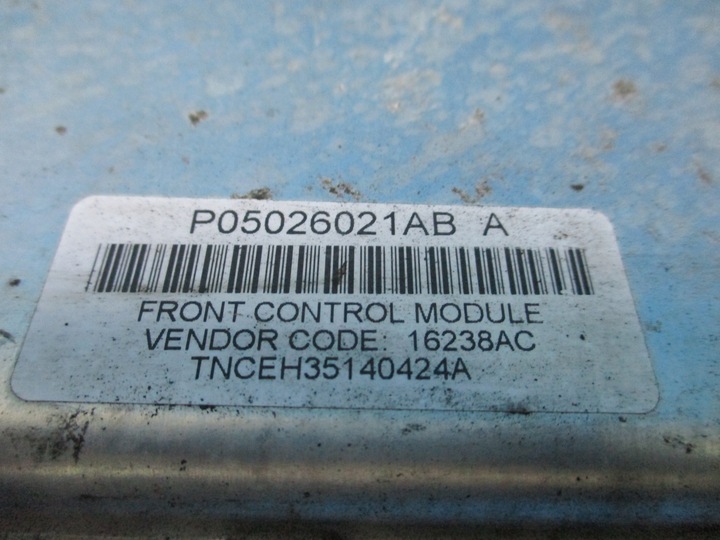 P05026021AB A
FRONT CONTROL MODULE
VENDOR CODE: 16238AC
TNCEH35140424A